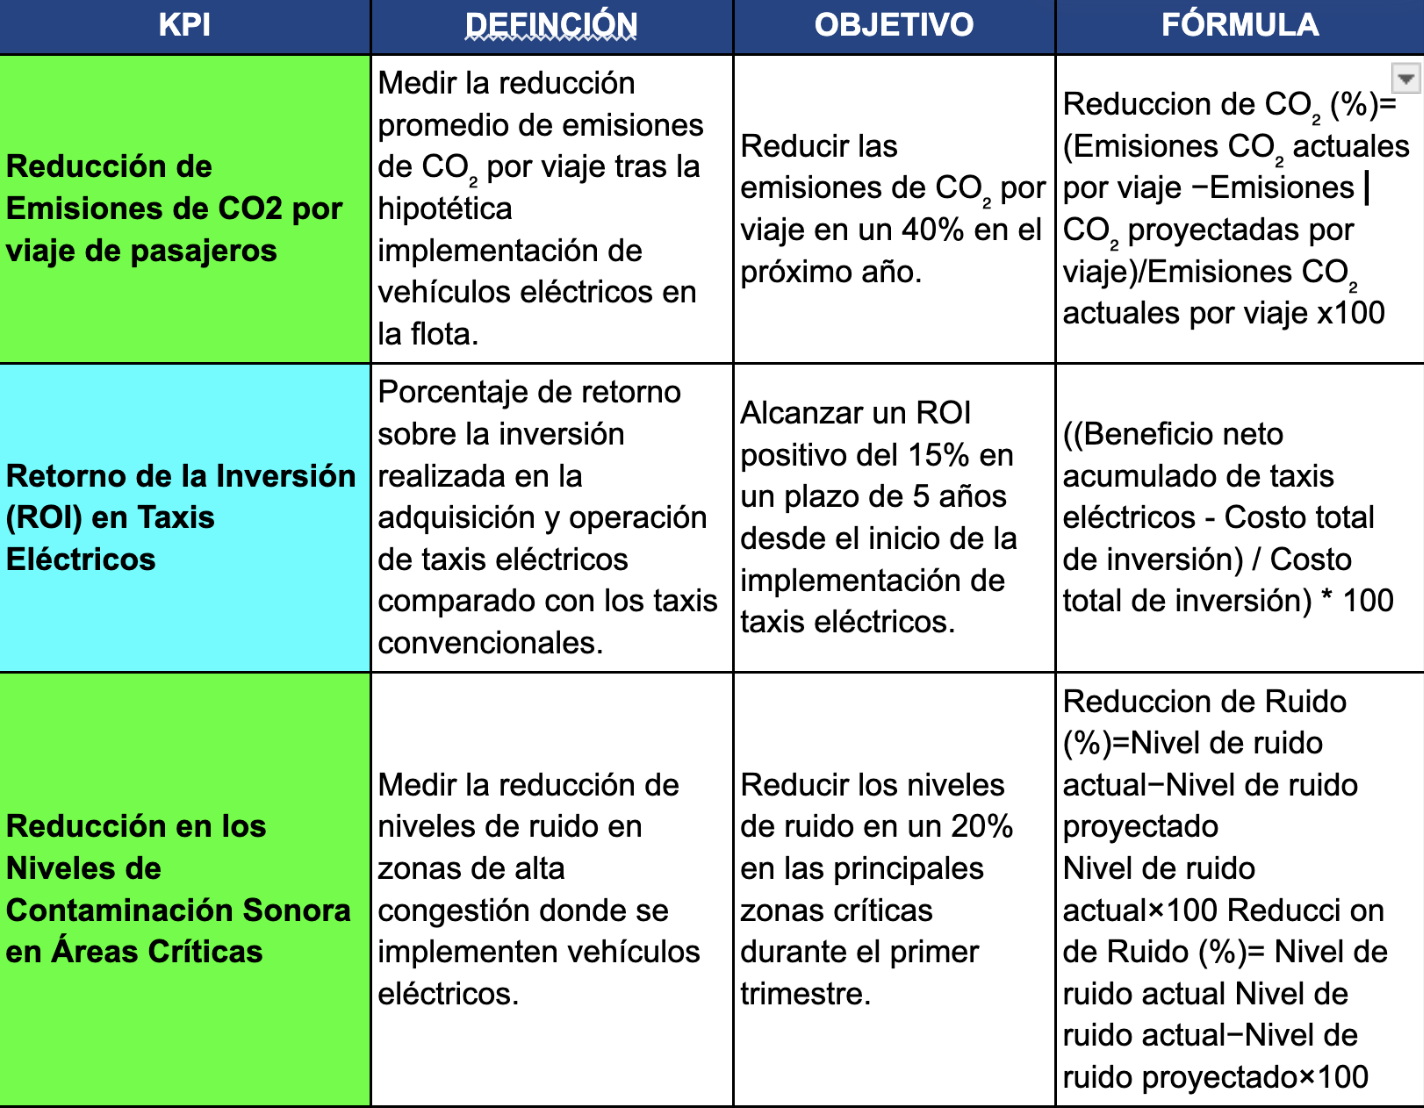 KPI
DEFINCIÓN
OBJETIVO
FÓRMULA
Reducción de
Emisiones de CO2 por
viaje de pasajeros
Medir la reducción
promedio de emisiones
de CO₂ por viaje tras la
hipotética
implementación de
vehículos eléctricos en
la flota.
Reducir las
emisiones de CO₂ por
viaje en un 40% en el
próximo año.
Reduccion de CO₂ (%)=
(Emisiones CO₂ actuales
por viaje −Emisiones
CO₂ proyectadas por
viaje)/Emisiones CO₂
actuales por viaje x100
Retorno de la Inversión
(ROI) en Taxis
Eléctricos
Porcentaje de retorno
sobre la inversión
realizada en la
adquisición y operación
de taxis eléctricos
comparado con los taxis
convencionales.
Alcanzar un ROI
positivo del 15% en
un plazo de 5 años
desde el inicio de la
implementación de
taxis eléctricos.
((Beneficio neto
acumulado de taxis
eléctricos - Costo total
de inversión) / Costo
total de inversión) * 100
Reducción en los
Niveles de
Contaminación Sonora
en Áreas Críticas
Medir la reducción de
niveles de ruido en
zonas de alta
congestión donde se
implementen vehículos
eléctricos.
Reducir los niveles
de ruido en un 20%
en las principales
zonas críticas
durante el primer
trimestre.
Reduccion de Ruido
(%)=Nivel de ruido
actual−Nivel de ruido
proyectado
Nivel de ruido
actual×100 Reducci on
de Ruido (%)= Nivel de
ruido actual Nivel de
ruido actual−Nivel de
ruido proyectado×100